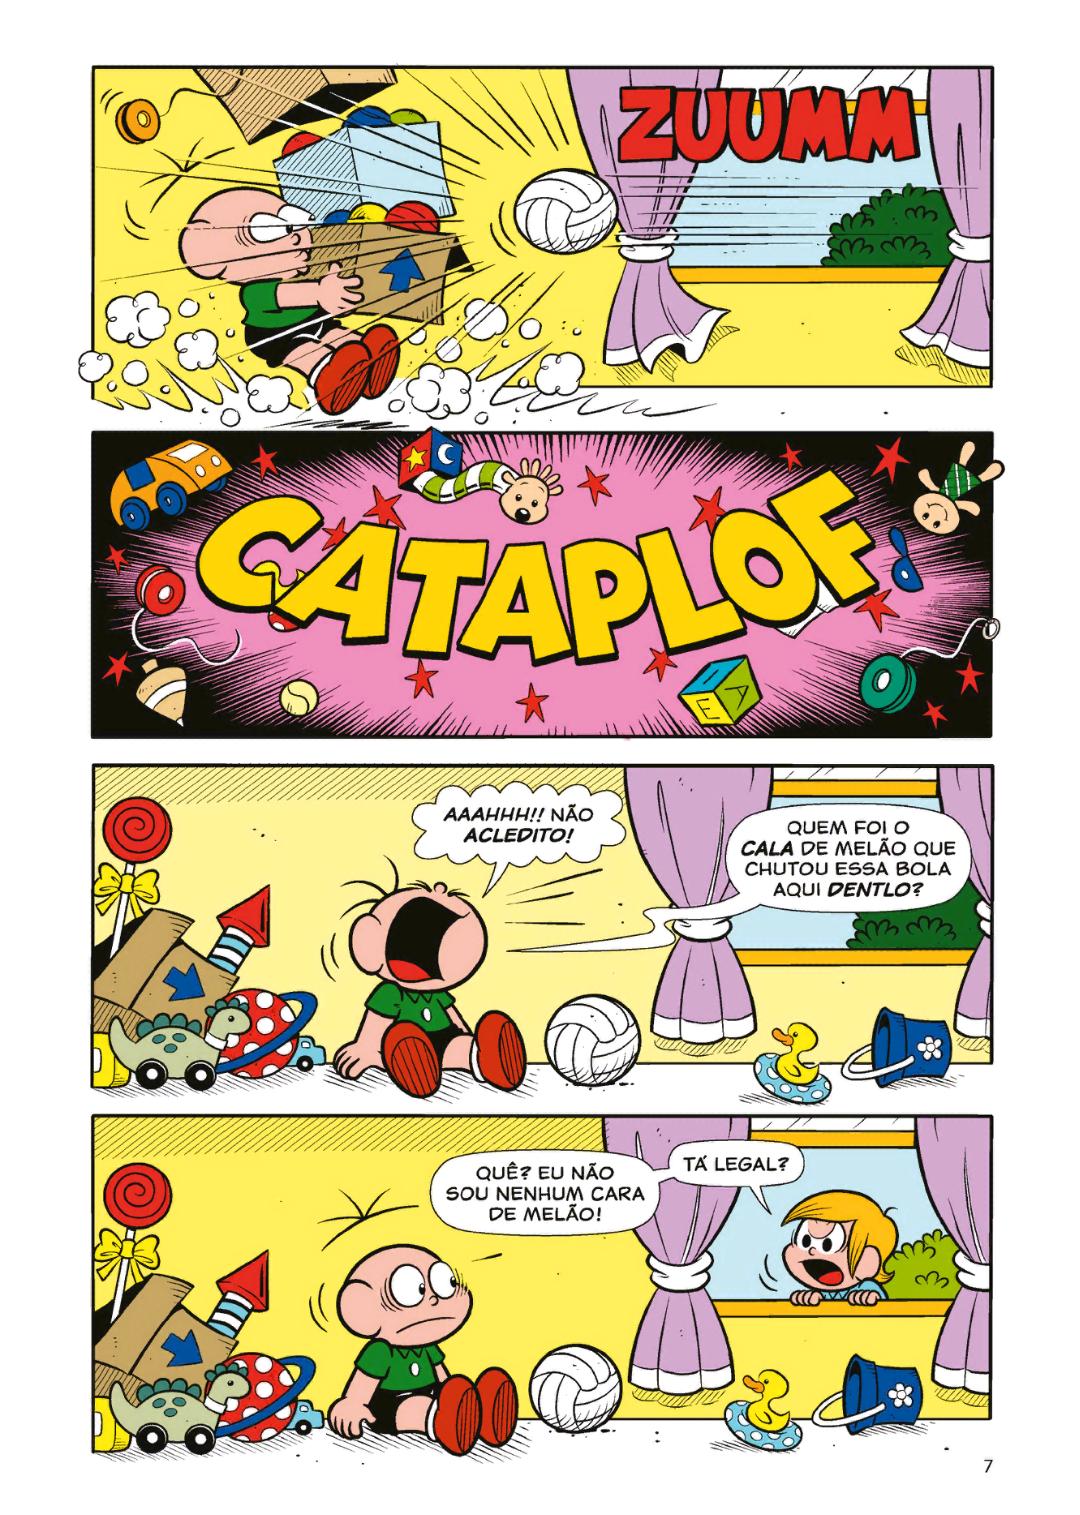 ZUUMM
CATAPLOF
E A
AAAHHH!! NÃO
ACLEDITO!
QUEM FOI O
CALA DE MELÃO QUE
CHUTOU ESSA BOLA
AQUI DENTLO?
QUÊ? EU NÃO
SOU NENHUM CARA
DE MELÃO!
TÁ LEGAL?
7